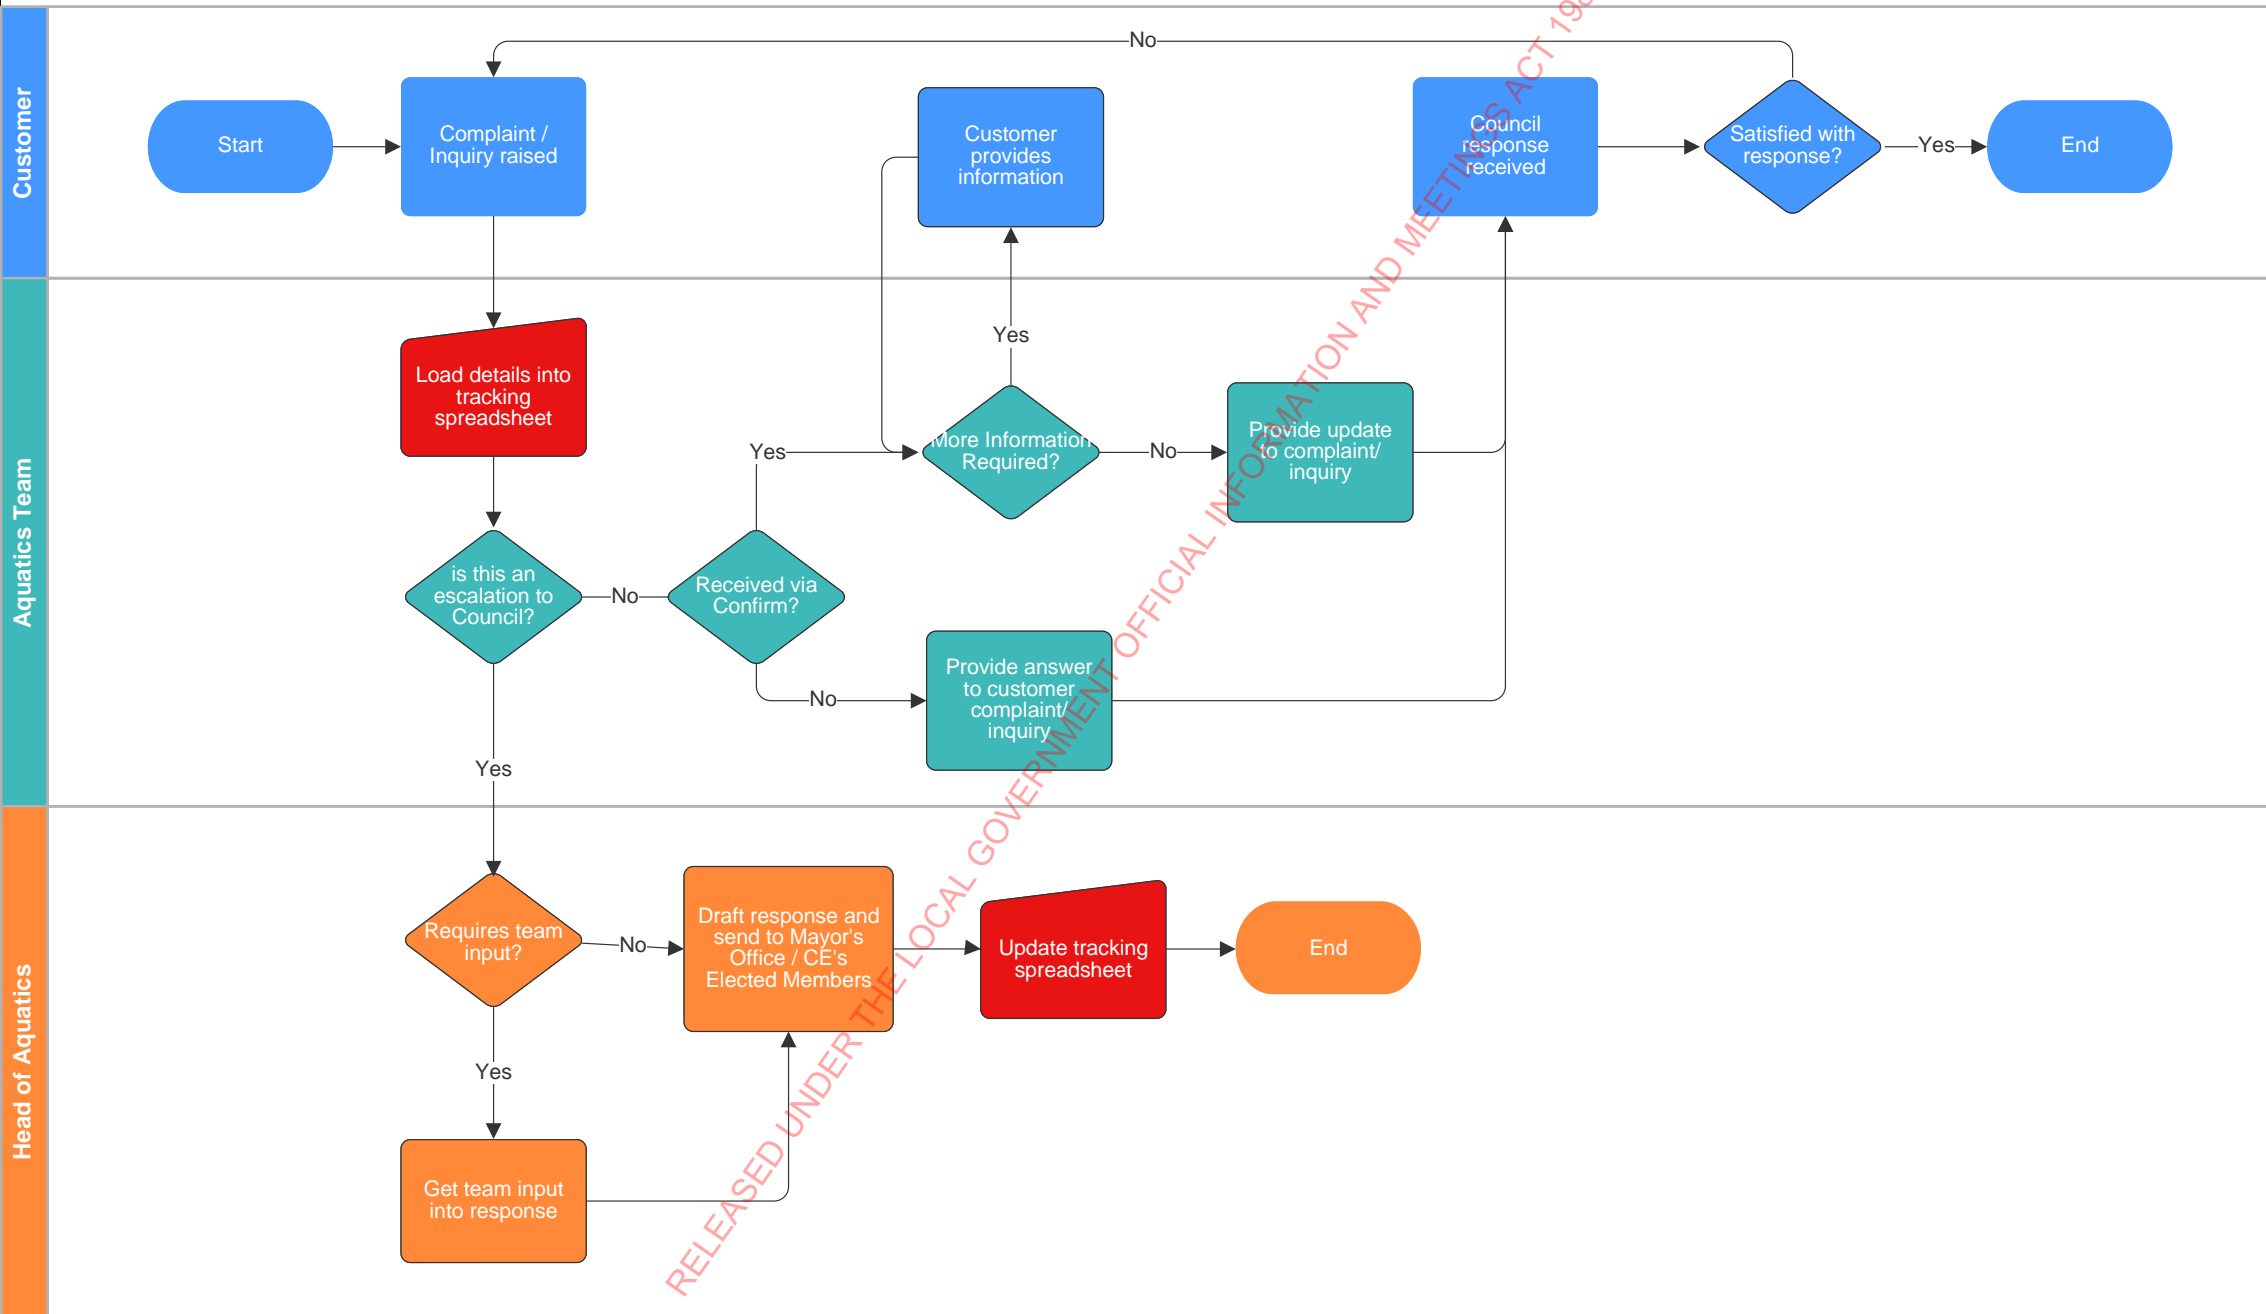 Customer
No
Start
Complaint /
Inquiry raised
Customer
provides
information
Council
response
received
Satisfied with
response?
Yes
End
Aquatics Team
Load details into
tracking
spreadsheet
Yes
More Information
Required?
No
Provide update
to complaint/
inquiry
Yes
is this an
escalation to
Council?
No
Received via
Confirm?
No
Provide answer
to customer
complaint/
inquiry
Yes
Head of Aquatics
Requires team
input?
No
Draft response and
send to Mayor's
Office / CE's
Elected Members
Update tracking
spreadsheet
End
Yes
Get team input
into response
RELEASED UNDER THE LOCAL GOVERNMENT OFFICIAL INFORMATION AND MEETINGS ACT